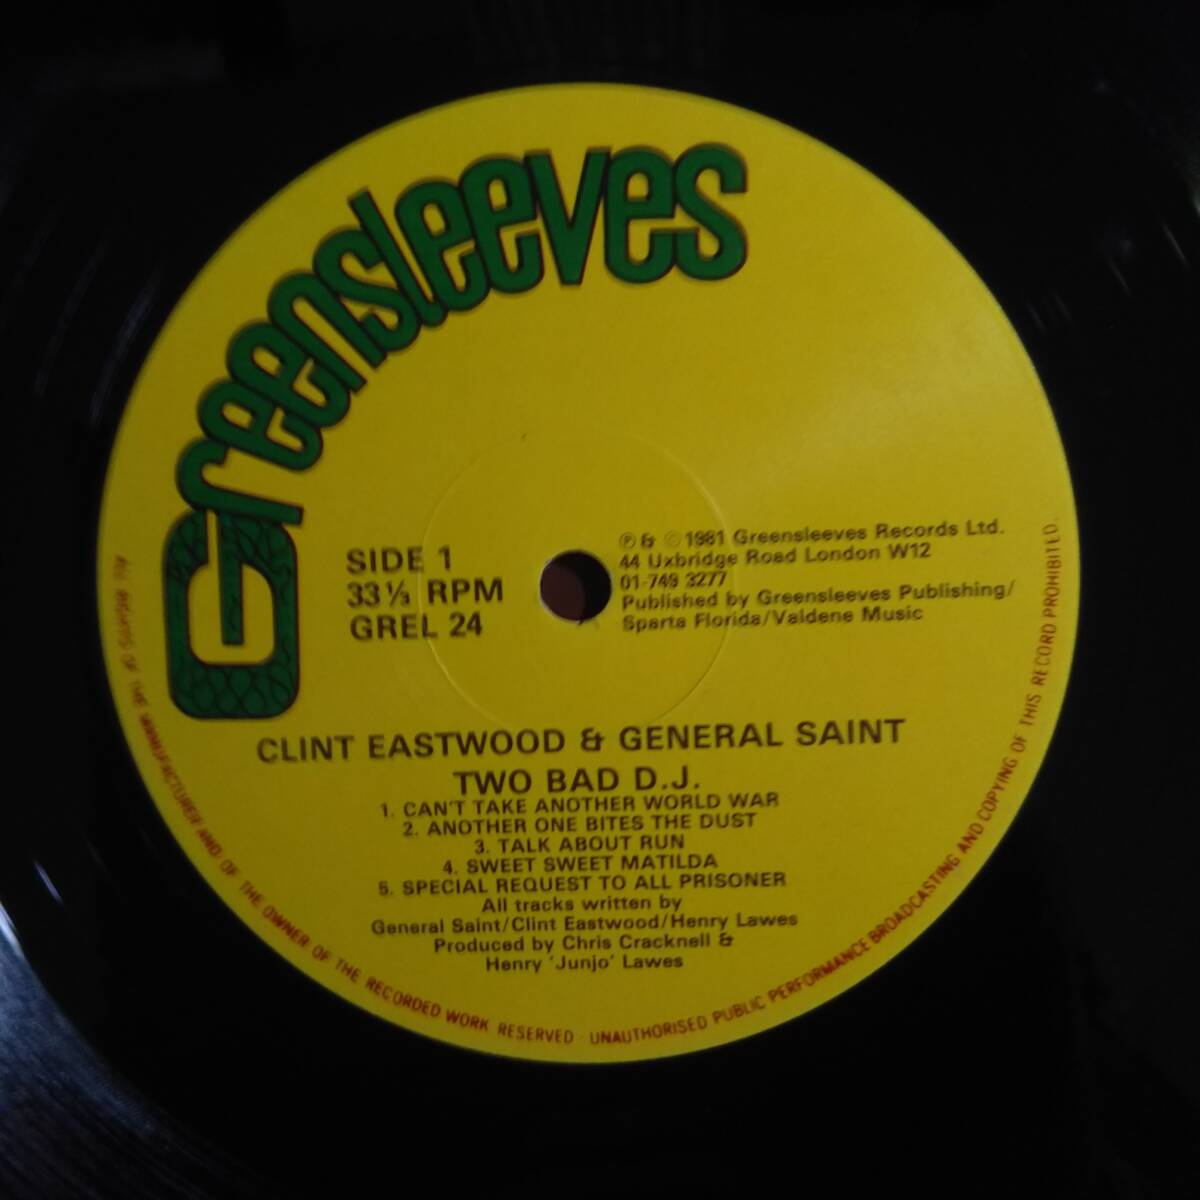 Greensleeves
SIDE 1
33 ⅓ RPM
GREL 24
℗ & © 1981 Greensleeves Records Ltd.
44 Uxbridge Road London W12
01-749 3277
Published by Greensleeves Publishing/
Sparta Florida/Valdene Music
CLINT EASTWOOD & GENERAL SAINT
TWO BAD D.J.
1. CAN'T TAKE ANOTHER WORLD WAR
2. ANOTHER ONE BITES THE DUST
3. TALK ABOUT RUN
4. SWEET SWEET MATILDA
5. SPECIAL REQUEST TO ALL PRISONER
All tracks written by
General Saint/Clint Eastwood/Henry Lawes
Produced by Chris Cracknell &
Henry 'Junjo' Lawes
ALL RIGHTS OF THE MANUFACTURER AND OF THE OWNER OF THE RECORDED WORK RESERVED · UNAUTHORISED PUBLIC PERFORMANCE BROADCASTING AND COPYING OF THIS RECORD PROHIBITED.